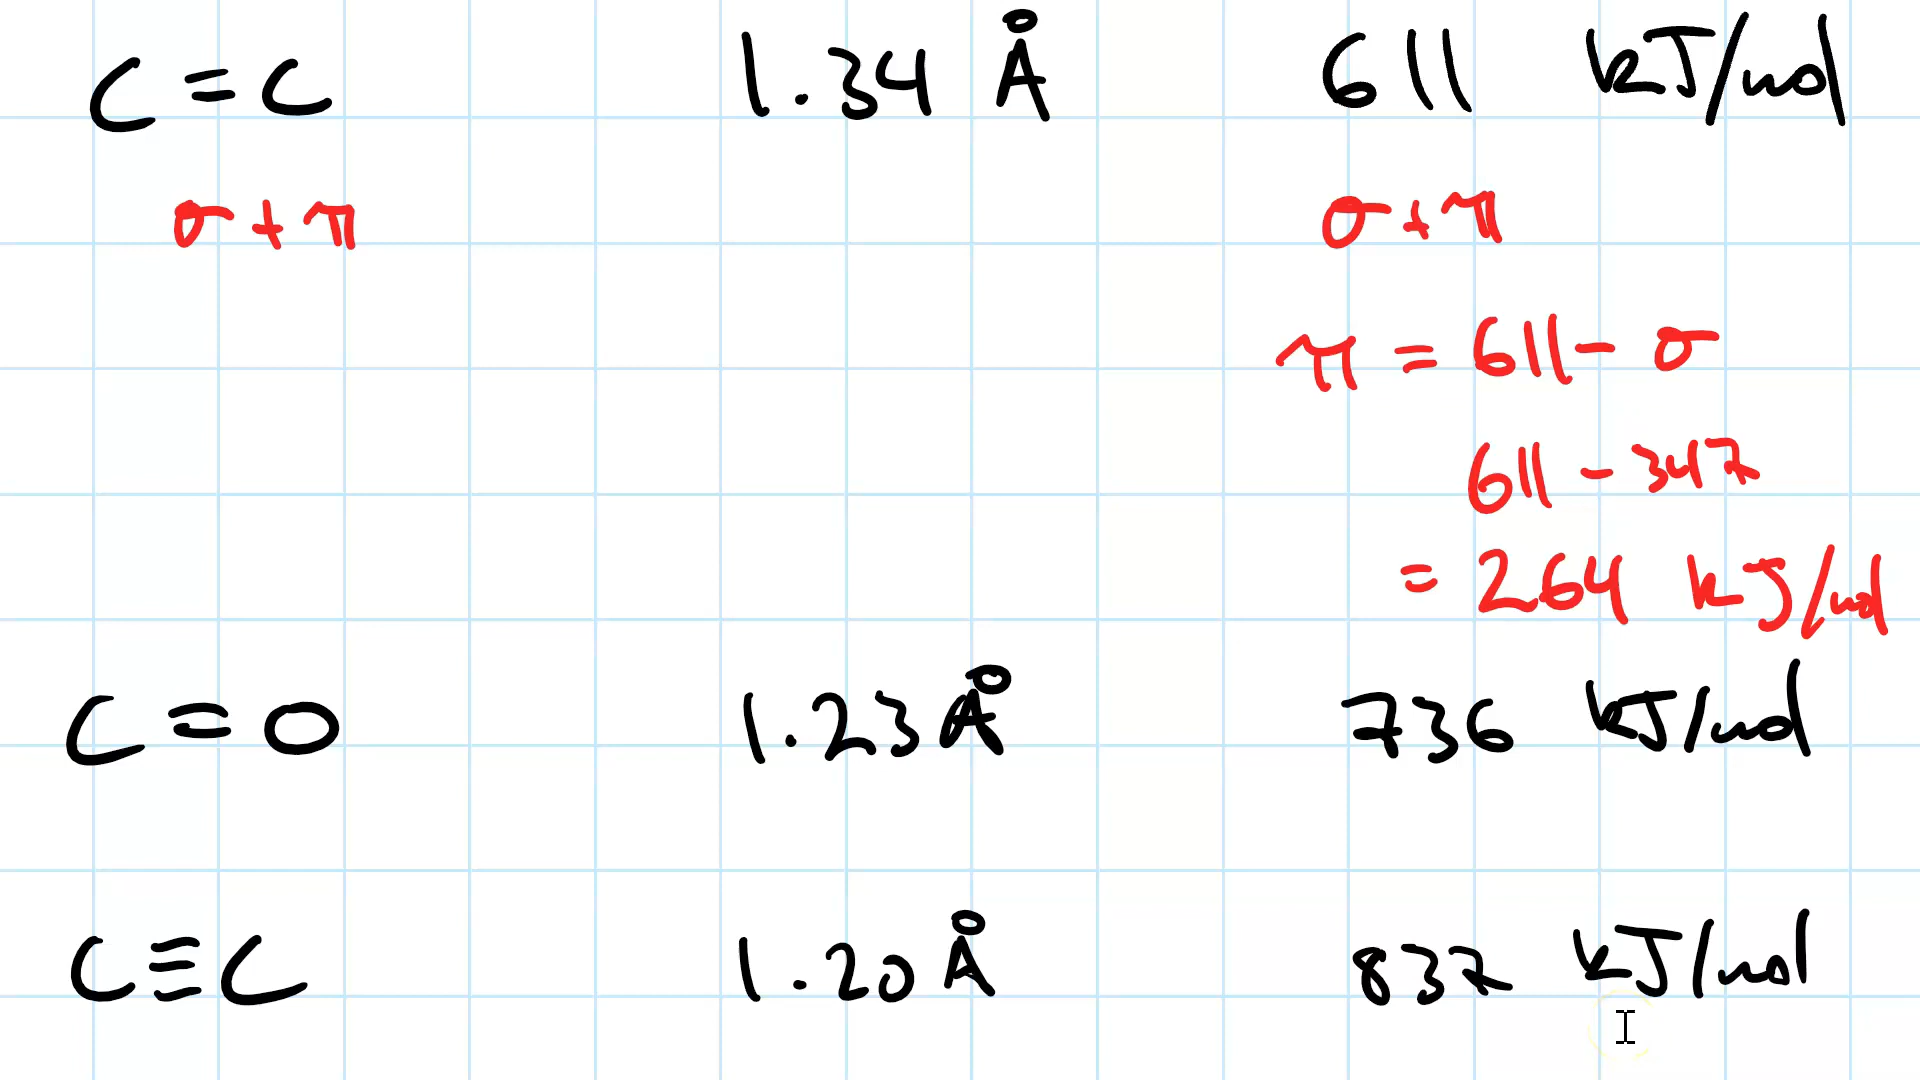 C=C 1.34 Å 611 kJ/mol
σ+π σ+π
π = 611 - σ
611 - 347
= 264 kJ/mol
C=O 1.23 Å 736 kJ/mol
C≡C 1.20 Å 837 kJ/mol